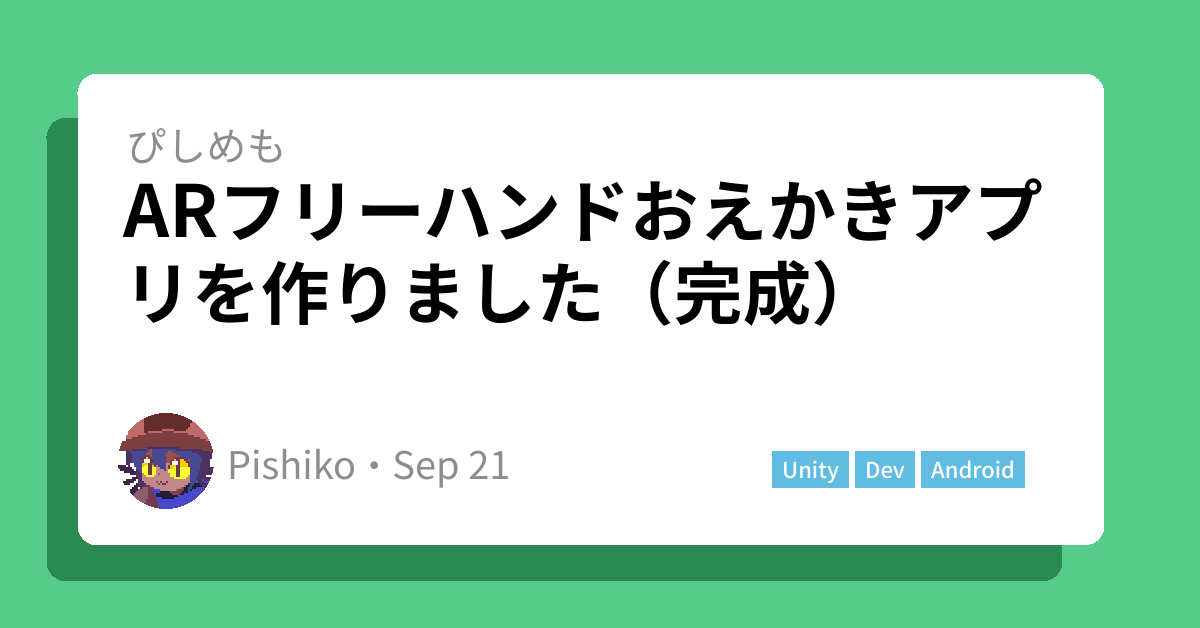 ぴしめも
ARフリーハンドおえかきアプ
リを作りました（完成）
Pishiko・Sep 21
Unity Dev Android